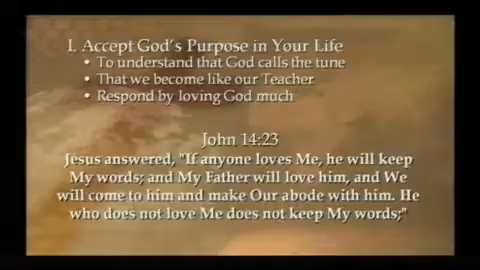 I. Accept God's Purpose in Your Life
• To understand that God calls the tune
• That we become like our Teacher
• Respond by loving God much
John 14:23
Jesus answered, "If anyone loves Me, he will keep
My words; and My Father will love him, and We
will come to him and make Our abode with him. He
who does not love Me does not keep My words;"